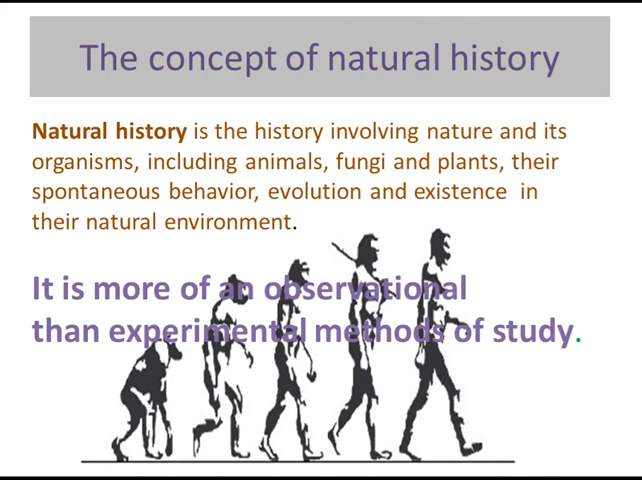 The concept of natural history
Natural history is the history involving nature and its
organisms, including animals, fungi and plants, their
spontaneous behavior, evolution and existence in
their natural environment.
It is more of an observational
than experimental methods of study.